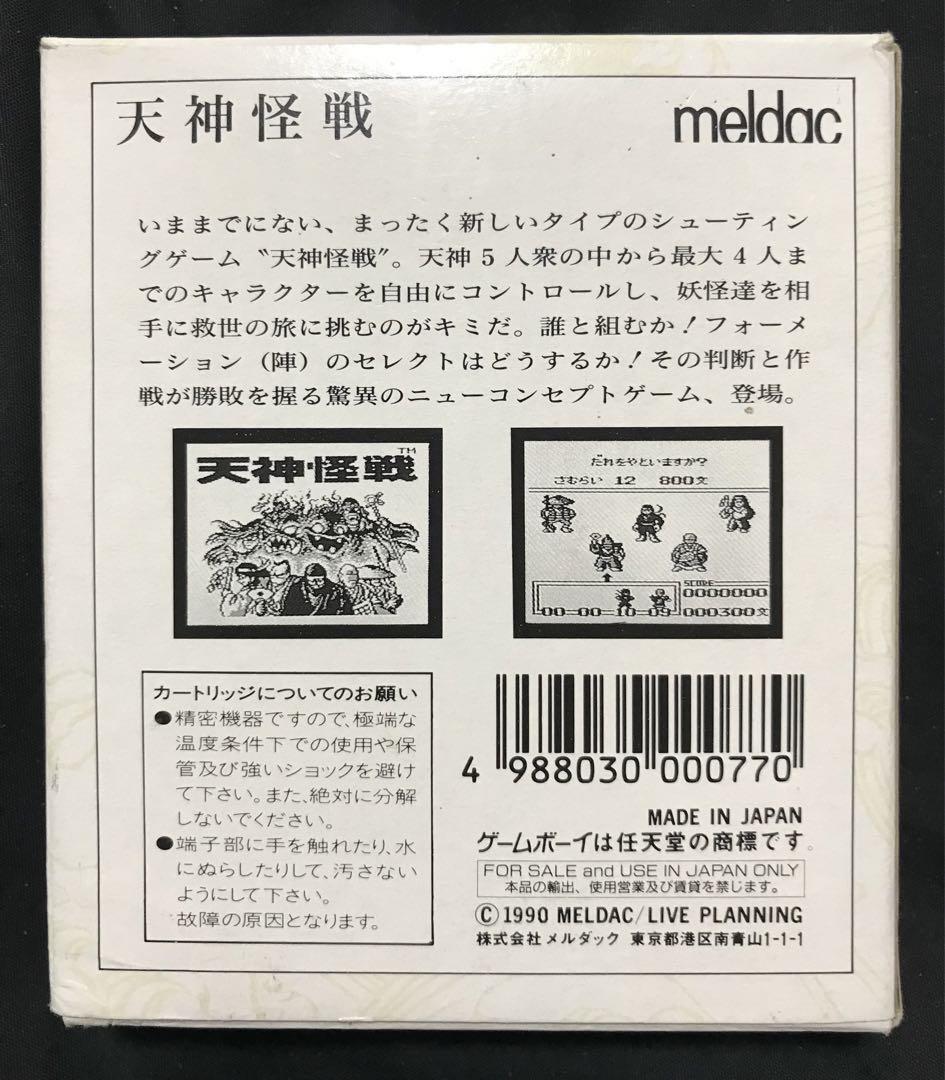 天神怪戦
meldac
いままでにない、まったく新しいタイプのシューティン
グゲーム〝天神怪戦〟。天神5人衆の中から最大4人ま
でのキャラクターを自由にコントロールし、妖怪達を相
手に救世の旅に挑むのがキミだ。誰と組むか！フォーメ
ーション（陣）のセレクトはどうするか！その判断と作
戦が勝敗を握る驚異のニューコンセプトゲーム、登場。
天神怪戦
TM
だれをやといますか？
さむらい 12 800文
SCORE
0000000
00-00-10-09
000300文
カートリッジについてのお願い
●精密機器ですので、極端な
温度条件下での使用や保
管及び強いショックを避け
て下さい。また、絶対に分解
しないでください。
●端子部に手を触れたり、水
にぬらしたりして、汚さない
ようにして下さい。
故障の原因となります。
4 988030 000770
MADE IN JAPAN
ゲームボーイは任天堂の商標です。
FOR SALE and USE IN JAPAN ONLY
本品の輸出、使用営業及び賃貸を禁じます。
©1990 MELDAC/LIVE PLANNING
株式会社メルダック 東京都港区南青山1-1-1